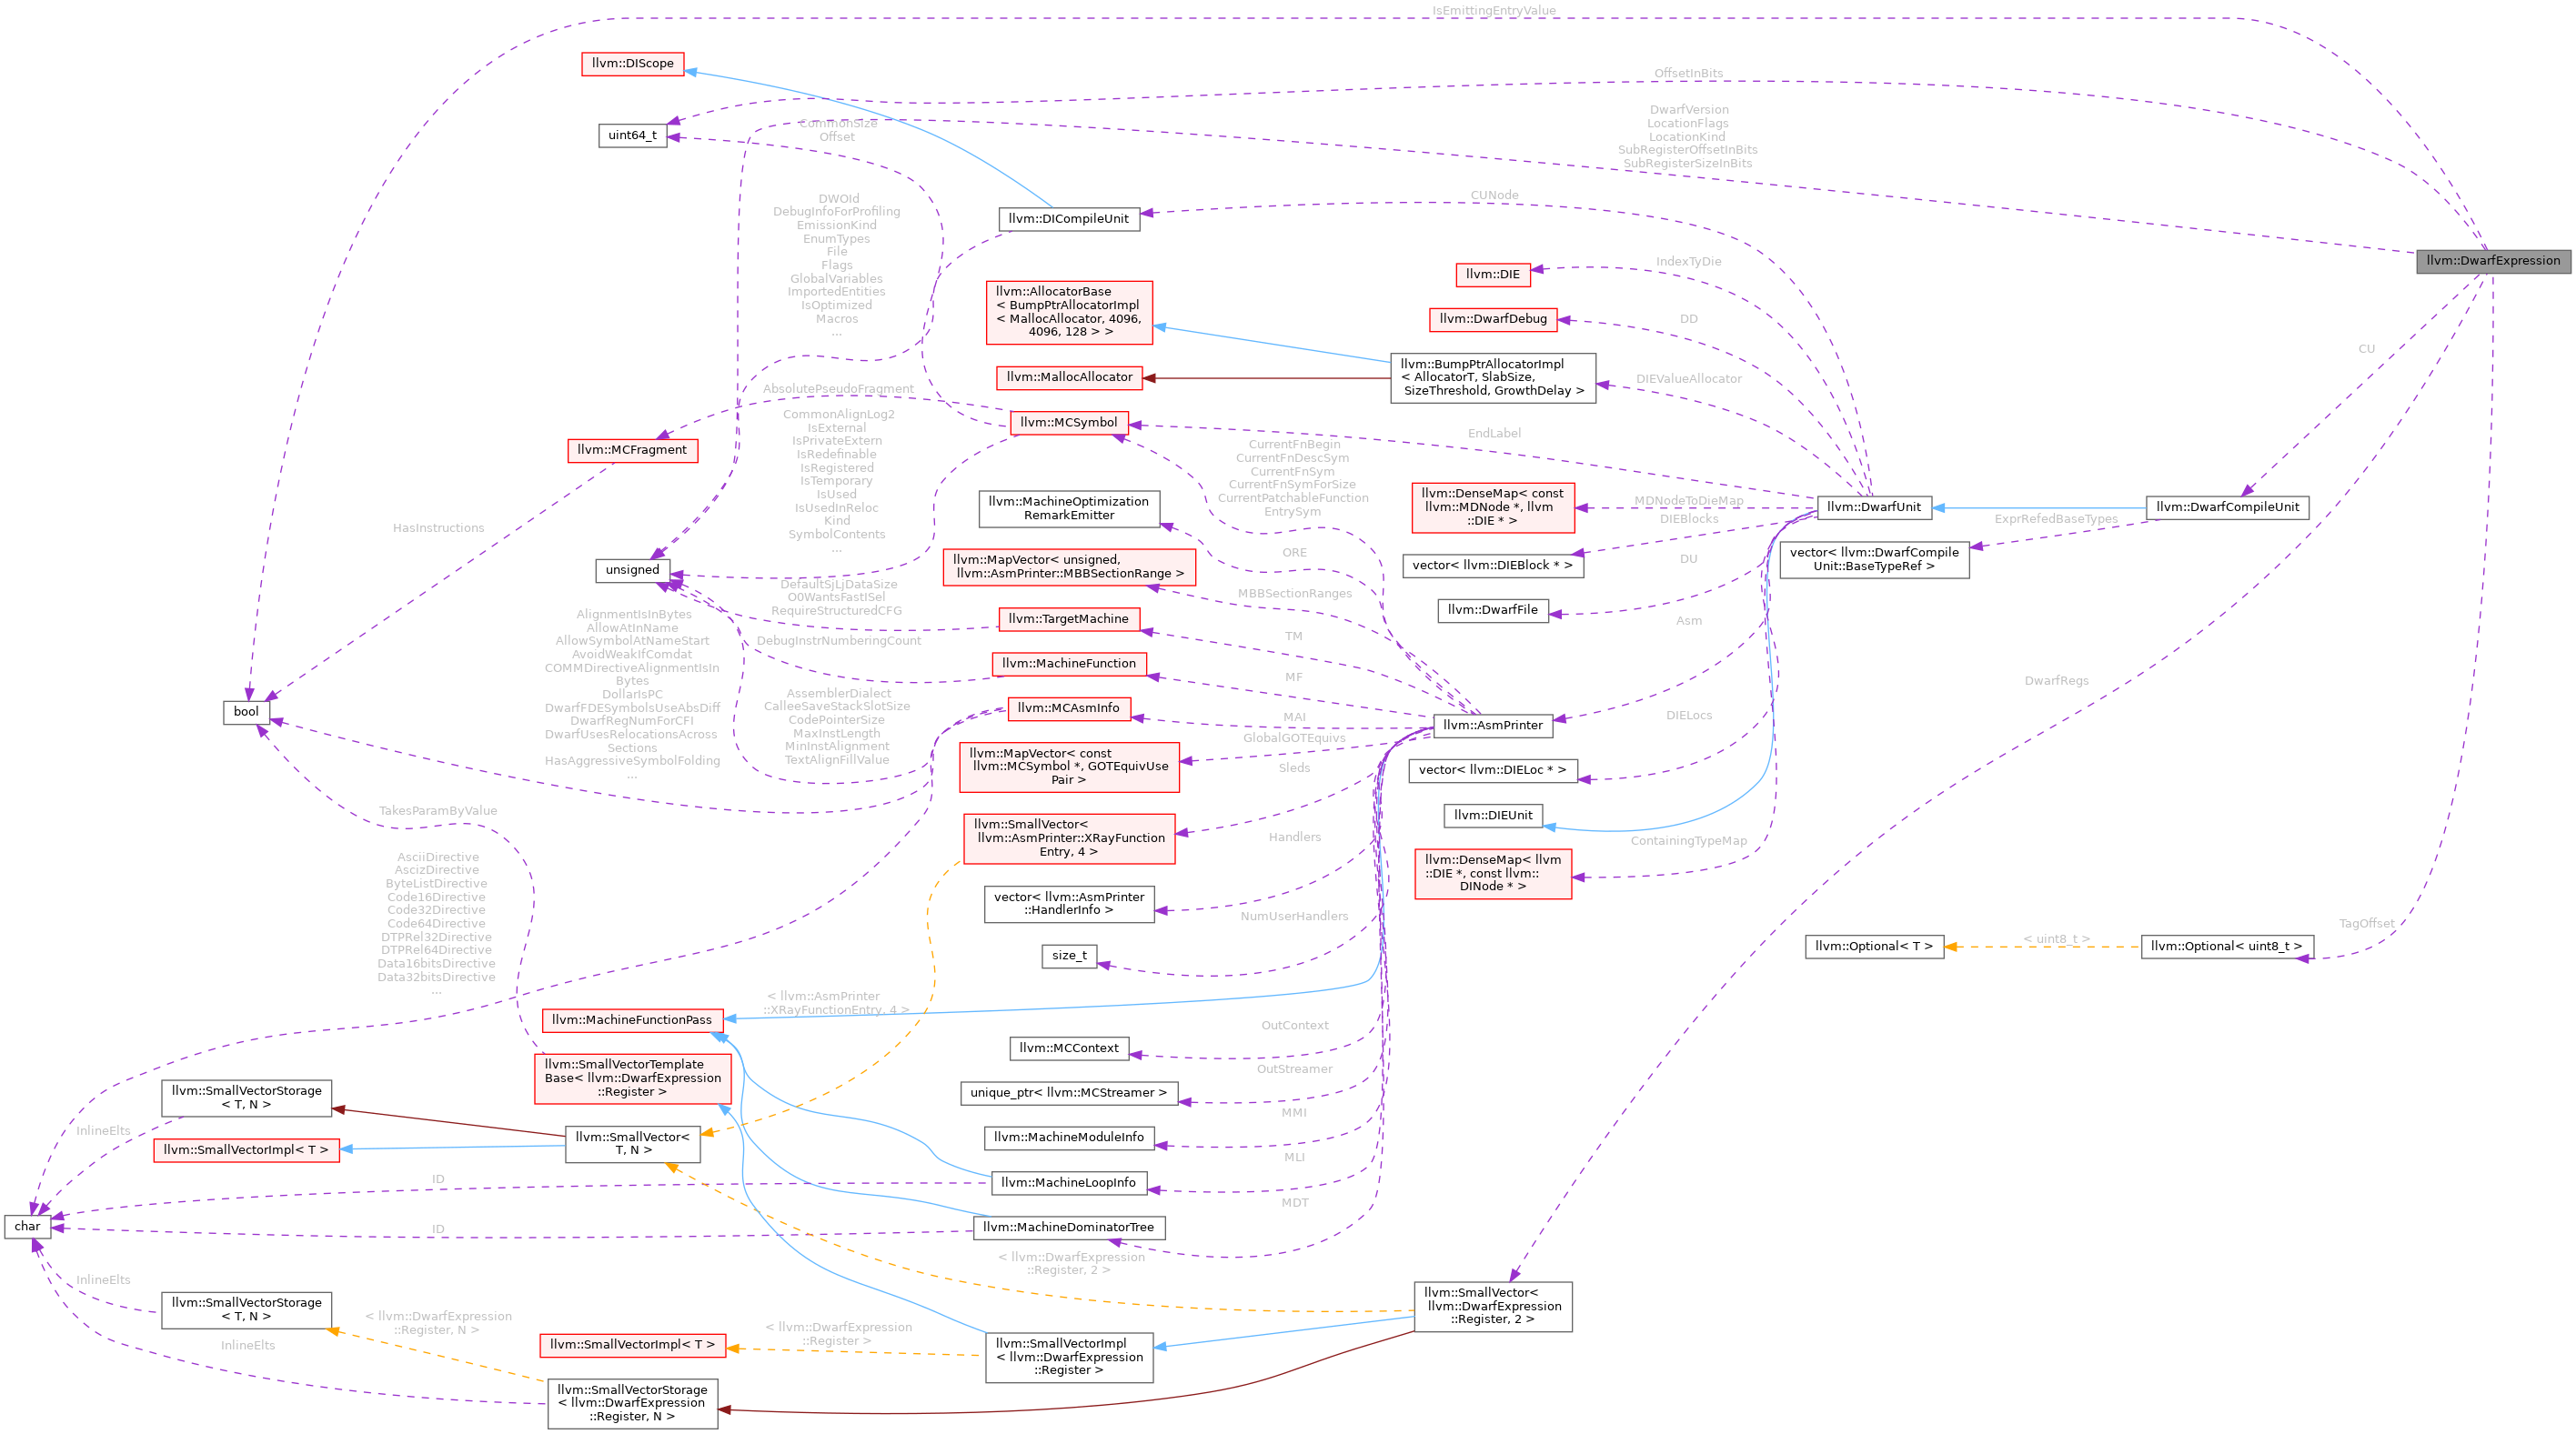 IsEmittingEntryValue
llvm::DIScope
OffsetInBits
uint64_t
CommonSize
Offset
DwarfVersion
LocationFlags
LocationKind
SubRegisterOffsetInBits
SubRegisterSizeInBits
CUNode
llvm::DICompileUnit
DWOId
DebugInfoForProfiling
EmissionKind
EnumTypes
File
Flags
GlobalVariables
ImportedEntities
IsOptimized
Macros
...
llvm::DwarfExpression
IndexTyDie
llvm::DIE
llvm::AllocatorBase
< BumpPtrAllocatorImpl
< MallocAllocator, 4096,
4096, 128 > >
DD
llvm::DwarfDebug
CU
llvm::BumpPtrAllocatorImpl
< AllocatorT, SlabSize,
SizeThreshold, GrowthDelay >
DIEValueAllocator
llvm::MallocAllocator
AbsolutePseudoFragment
llvm::MCSymbol
CommonAlignLog2
IsExternal
IsPrivateExtern
IsRedefinable
IsRegistered
IsTemporary
IsUsed
IsUsedInReloc
Kind
SymbolContents
...
EndLabel
llvm::MCFragment
CurrentFnBegin
CurrentFnDescSym
CurrentFnSym
CurrentFnSymForSize
CurrentPatchableFunction
EntrySym
llvm::DenseMap< const
llvm::MDNode *, llvm
::DIE * >
MDNodeToDieMap
llvm::DwarfUnit
llvm::DwarfCompileUnit
llvm::MachineOptimization
RemarkEmitter
HasInstructions
DIEBlocks
ExprRefedBaseTypes
vector< llvm::DIEBlock * >
vector< llvm::DwarfCompile
Unit::BaseTypeRef >
ORE
DU
llvm::MapVector< unsigned,
llvm::AsmPrinter::MBBSectionRange >
unsigned
DefaultSjLjDataSize
O0WantsFastISel
RequireStructuredCFG
MBBSectionRanges
llvm::DwarfFile
Asm
llvm::TargetMachine
TM
AlignmentIsInBytes
AllowAtInName
AllowSymbolAtNameStart
AvoidWeakIfComdat
COMMDirectiveAlignmentIsIn
Bytes
DollarIsPC
DwarfFDESymbolsUseAbsDiff
DwarfRegNumForCFI
DwarfUsesRelocationsAcross
Sections
HasAggressiveSymbolFolding
...
DebugInstrNumberingCount
llvm::MachineFunction
MF
DwarfRegs
AssemblerDialect
CalleeSaveStackSlotSize
CodePointerSize
MaxInstLength
MinInstAlignment
TextAlignFillValue
llvm::MCAsmInfo
bool
MAI
llvm::AsmPrinter
DIELocs
GlobalGOTEquivs
llvm::MapVector< const
llvm::MCSymbol *, GOTEquivUse
Pair >
Sleds
vector< llvm::DIELoc * >
TakesParamByValue
llvm::DIEUnit
llvm::SmallVector<
llvm::AsmPrinter::XRayFunction
Entry, 4 >
Handlers
ContainingTypeMap
llvm::DenseMap< llvm
::DIE *, const llvm::
DINode * >
AsciiDirective
AscizDirective
ByteListDirective
Code16Directive
Code32Directive
Code64Directive
DTPRel32Directive
DTPRel64Directive
Data16bitsDirective
Data32bitsDirective
...
vector< llvm::AsmPrinter
::HandlerInfo >
NumUserHandlers
TagOffset
size_t
llvm::Optional< T >
< uint8_t >
llvm::Optional< uint8_t >
< llvm::AsmPrinter
::XRayFunctionEntry, 4 >
llvm::MachineFunctionPass
OutContext
llvm::MCContext
llvm::SmallVectorTemplate
Base< llvm::DwarfExpression
::Register >
OutStreamer
unique_ptr< llvm::MCStreamer >
llvm::SmallVectorStorage
< T, N >
MMI
InlineElts
llvm::SmallVector<
T, N >
llvm::MachineModuleInfo
llvm::SmallVectorImpl< T >
MLI
ID
llvm::MachineLoopInfo
MDT
char
ID
llvm::MachineDominatorTree
< llvm::DwarfExpression
::Register, 2 >
InlineElts
llvm::SmallVectorStorage
< T, N >
< llvm::DwarfExpression
::Register, N >
llvm::SmallVector<
llvm::DwarfExpression
::Register, 2 >
< llvm::DwarfExpression
::Register >
InlineElts
llvm::SmallVectorImpl< T >
llvm::SmallVectorImpl
< llvm::DwarfExpression
::Register >
llvm::SmallVectorStorage
< llvm::DwarfExpression
::Register, N >